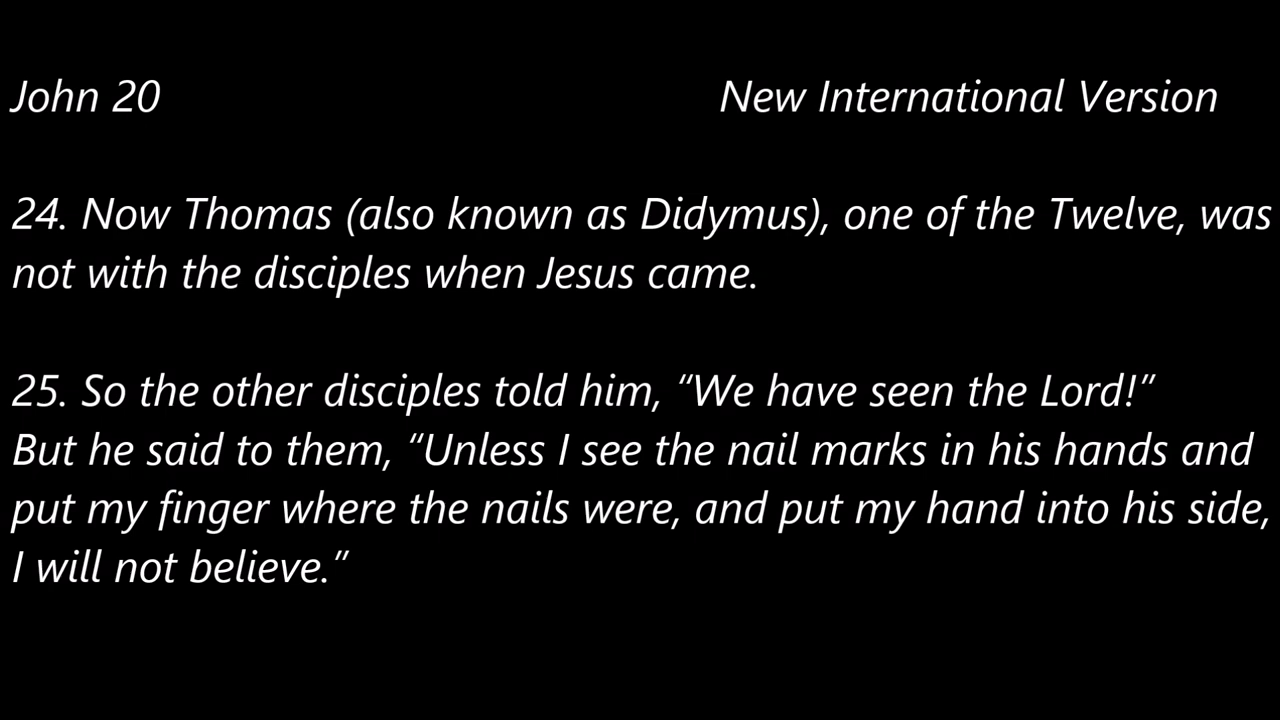 John 20 New International Version
24. Now Thomas (also known as Didymus), one of the Twelve, was
not with the disciples when Jesus came.
25. So the other disciples told him, “We have seen the Lord!”
But he said to them, “Unless I see the nail marks in his hands and
put my finger where the nails were, and put my hand into his side,
I will not believe.”